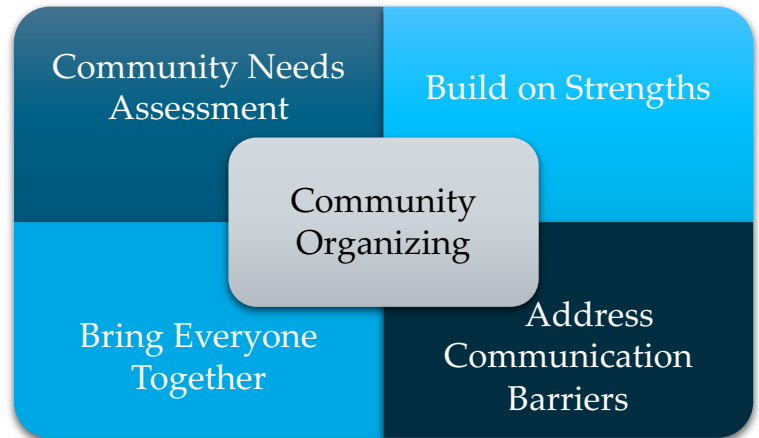 Community Needs
Assessment
Build on Strengths
Community
Organizing
Bring Everyone
Together
Address
Communication
Barriers